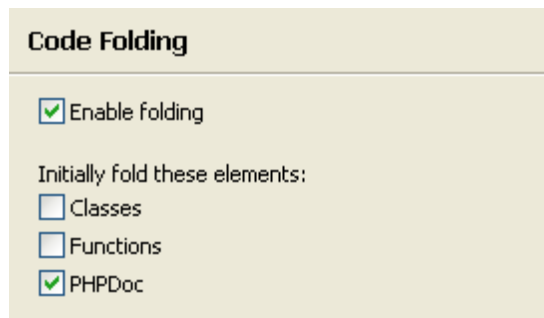 Code Folding
Enable folding
Initially fold these elements:
Classes
Functions
PHPDoc